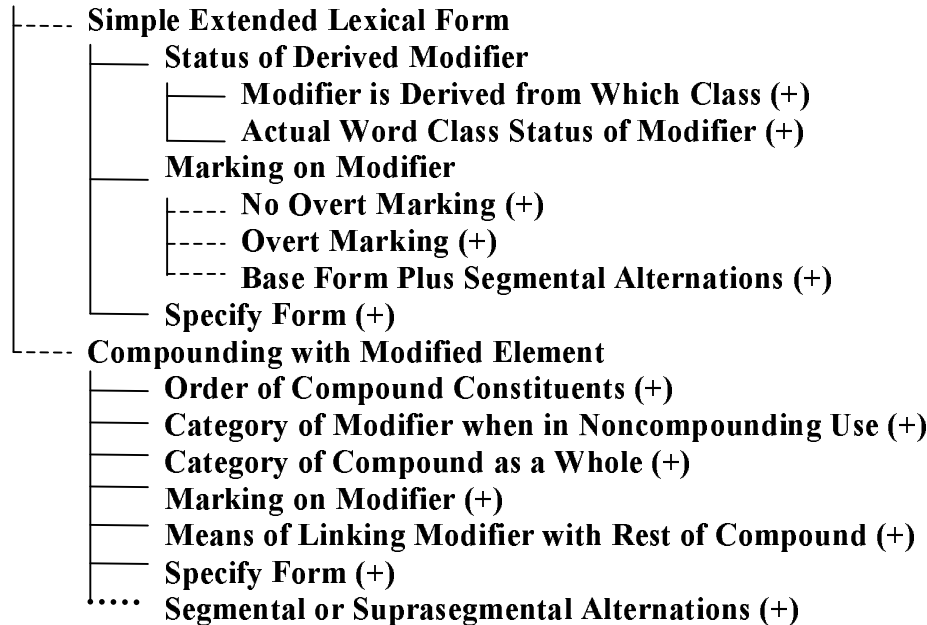 Simple Extended Lexical Form
Status of Derived Modifier
Modifier is Derived from Which Class (+)
Actual Word Class Status of Modifier (+)
Marking on Modifier
No Overt Marking (+)
Overt Marking (+)
Base Form Plus Segmental Alternations (+)
Specify Form (+)
Compounding with Modified Element
Order of Compound Constituents (+)
Category of Modifier when in Noncompounding Use (+)
Category of Compound as a Whole (+)
Marking on Modifier (+)
Means of Linking Modifier with Rest of Compound (+)
Specify Form (+)
Segmental or Suprasegmental Alternations (+)